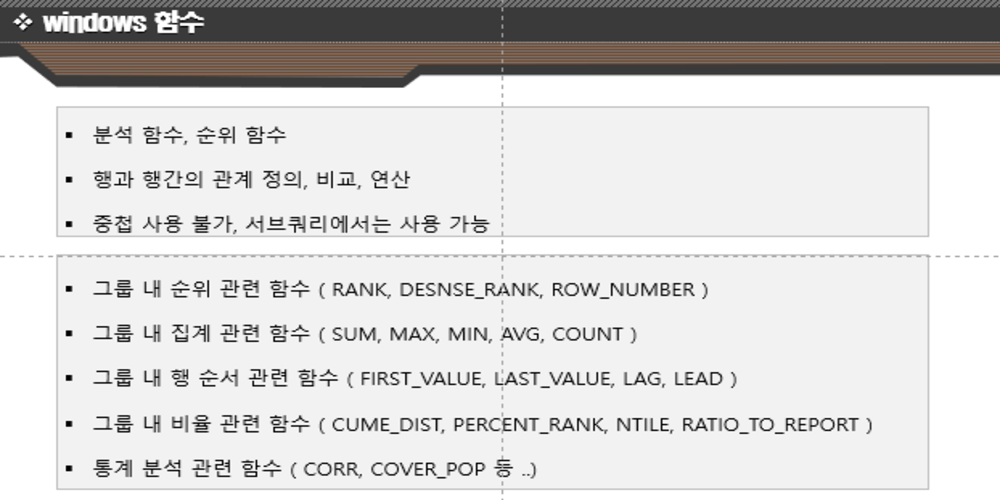 ❖ windows 함수
▪ 분석 함수, 순위 함수
▪ 행과 행간의 관계 정의, 비교, 연산
▪ 중첩 사용 불가, 서브쿼리에서는 사용 가능
▪ 그룹 내 순위 관련 함수 ( RANK, DESNSE_RANK, ROW_NUMBER )
▪ 그룹 내 집계 관련 함수 ( SUM, MAX, MIN, AVG, COUNT )
▪ 그룹 내 행 순서 관련 함수 ( FIRST_VALUE, LAST_VALUE, LAG, LEAD )
▪ 그룹 내 비율 관련 함수 ( CUME_DIST, PERCENT_RANK, NTILE, RATIO_TO_REPORT )
▪ 통계 분석 관련 함수 ( CORR, COVER_POP 등 ..)